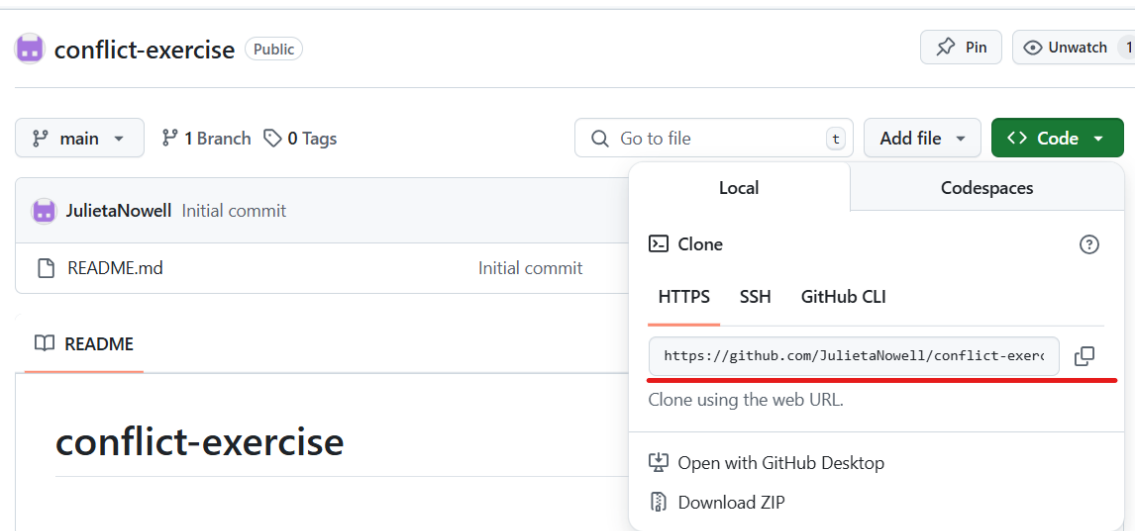 conflict-exercise Public
Pin
Unwatch 1
main
1 Branch
0 Tags
Go to file t
Add file
<> Code
Local
Codespaces
JulietaNowell Initial commit
README.md Initial commit
Clone
HTTPS SSH GitHub CLI
https://github.com/JulietaNowell/conflict-exerc
Clone using the web URL.
Open with GitHub Desktop
Download ZIP
README
conflict-exercise